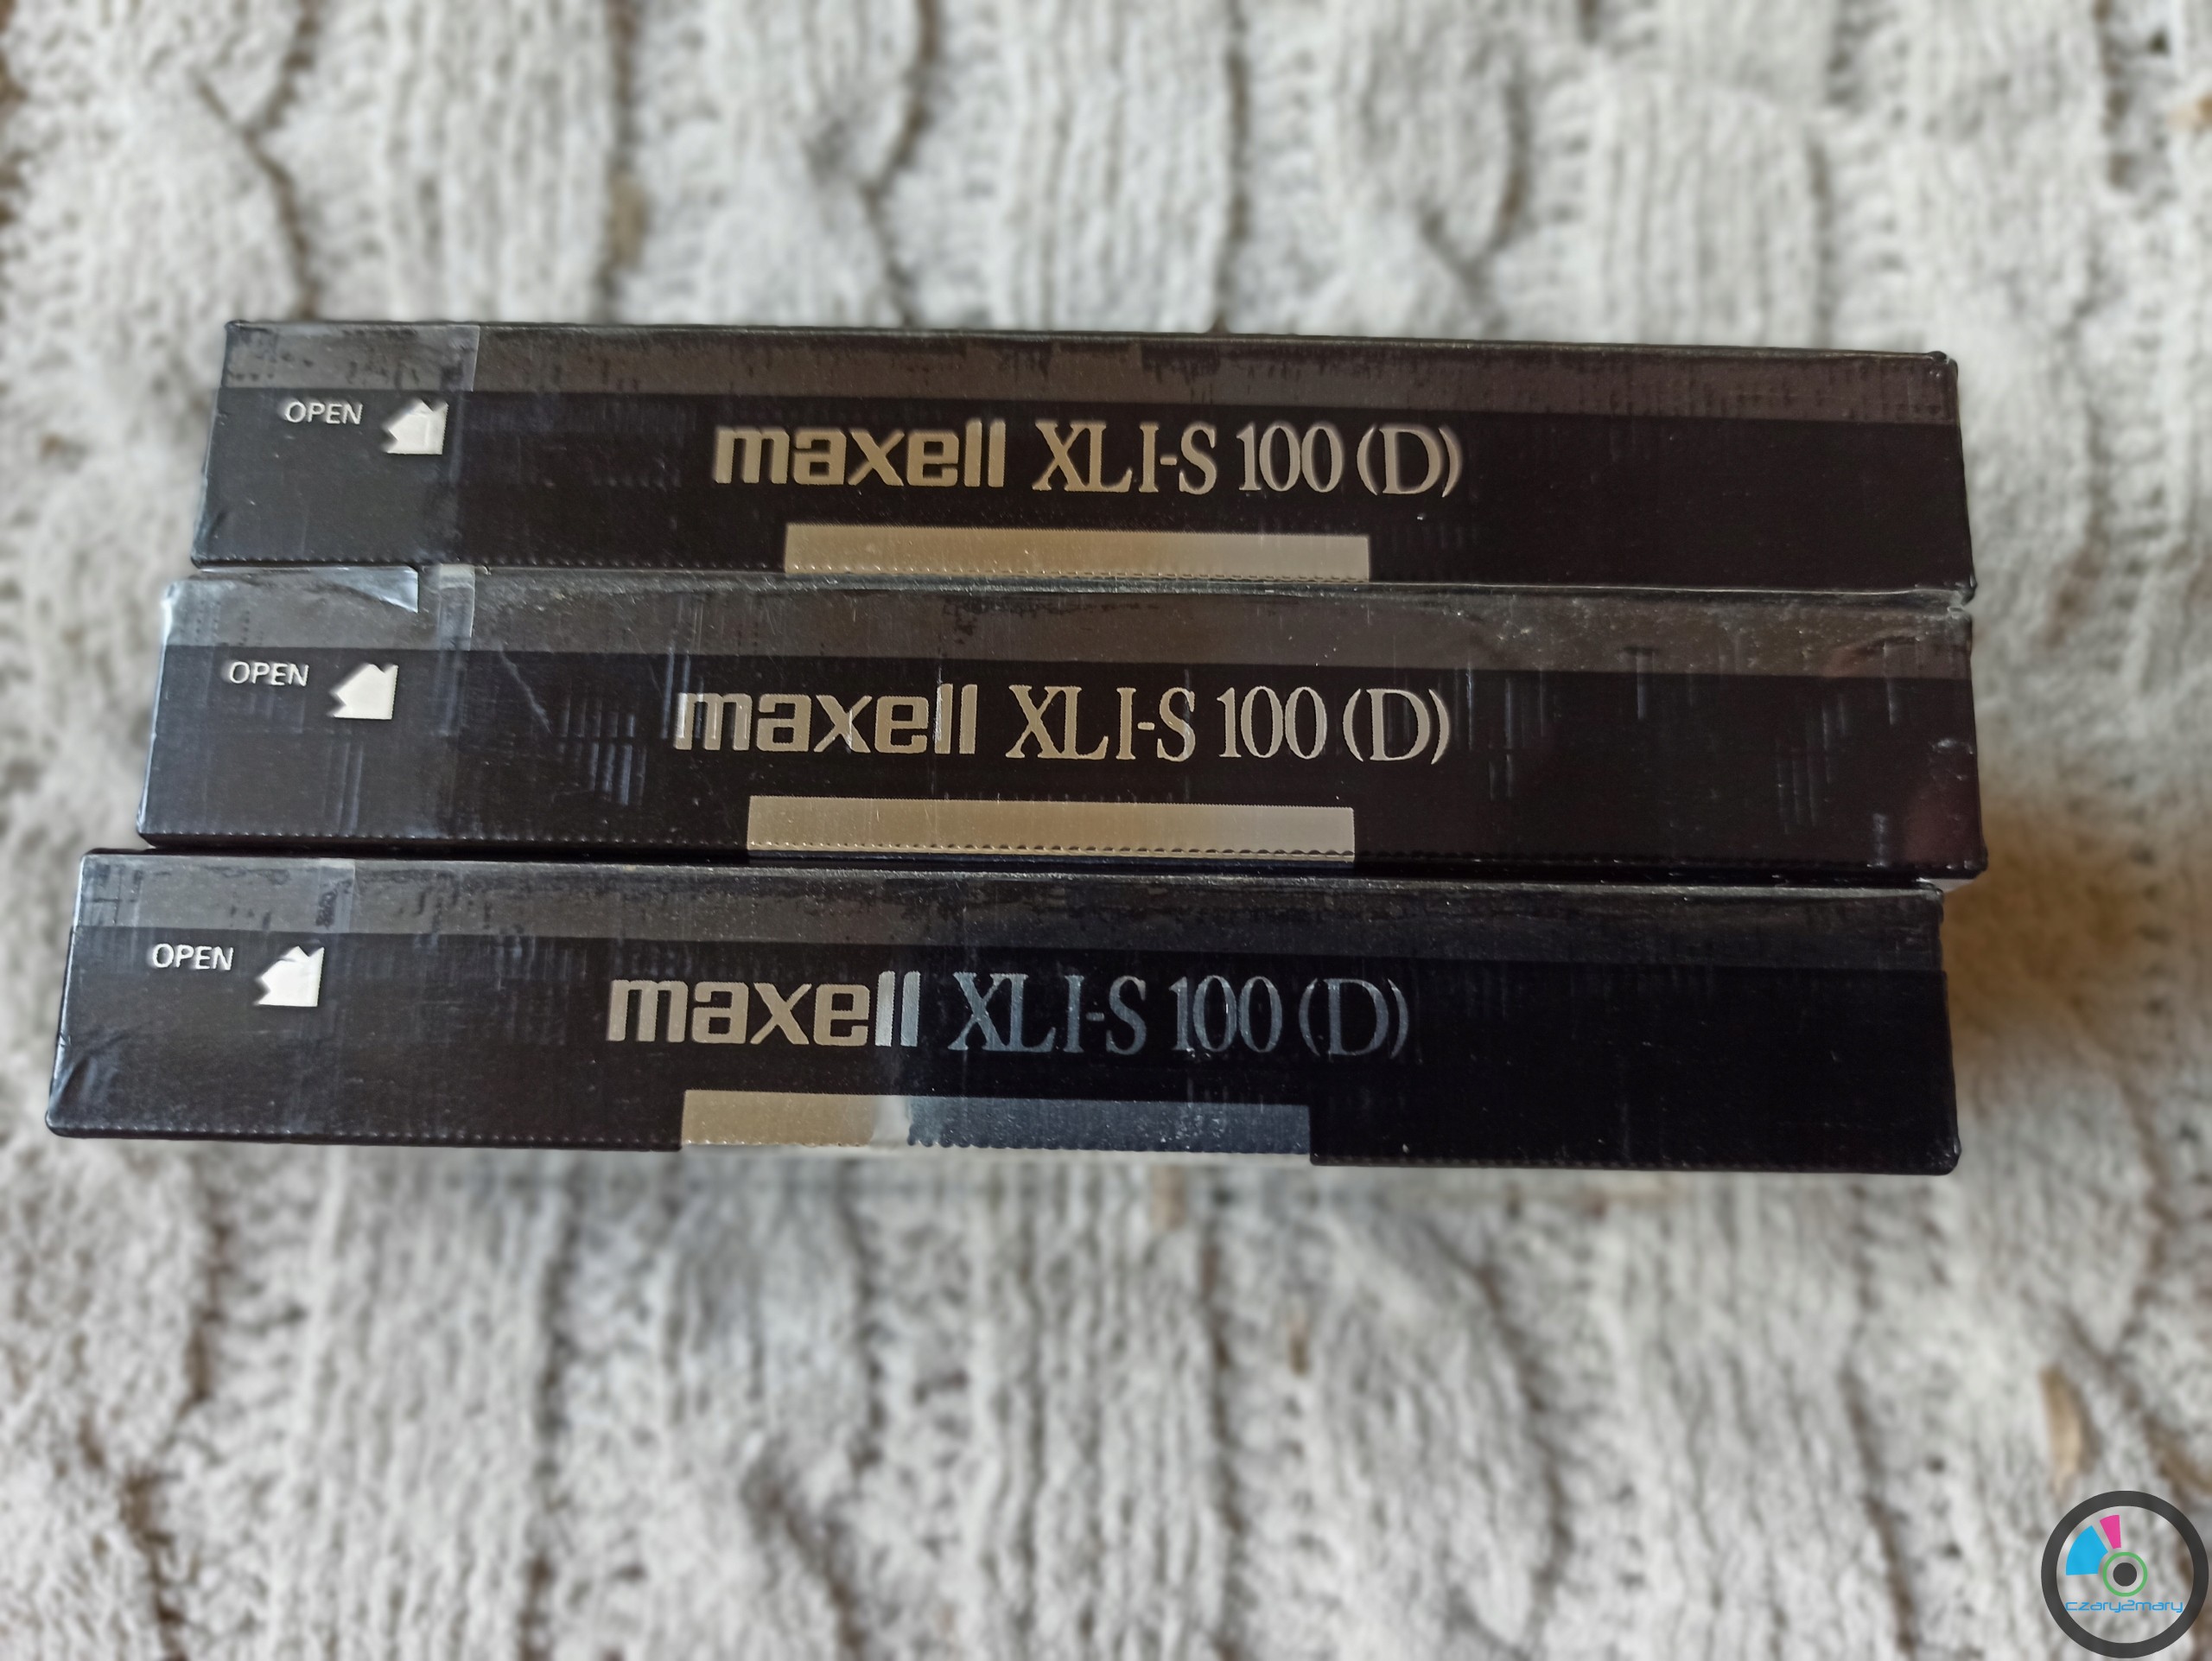 OPEN
maxell XLI-S 100 (D)
OPEN
maxell XLI-S 100 (D)
OPEN
maxell XLI-S 100 (D)
czary2mary